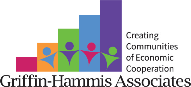 Creating
Communities
of Economic
Cooperation
Griffin-Hammis Associates